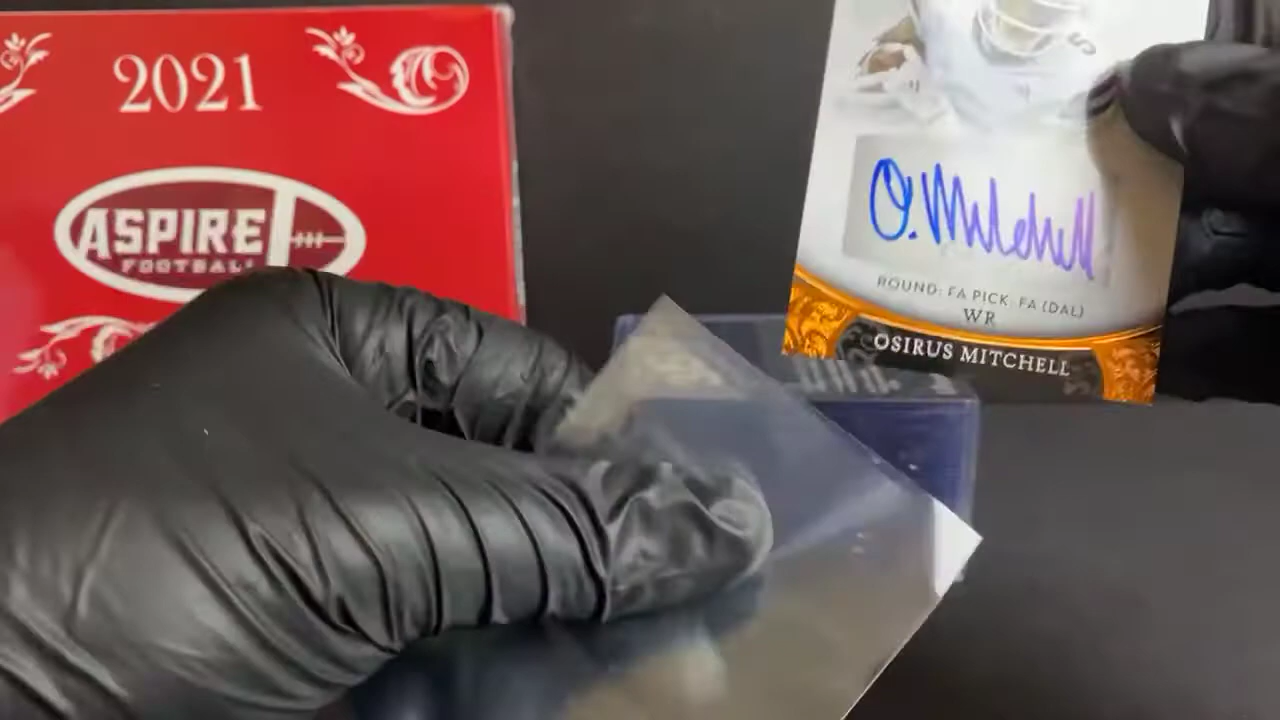 2021
ASPIRE
FOOTBALL
O. Mitchell
ROUND: FA PICK: FA (DAL)
WR
OSIRUS MITCHELL